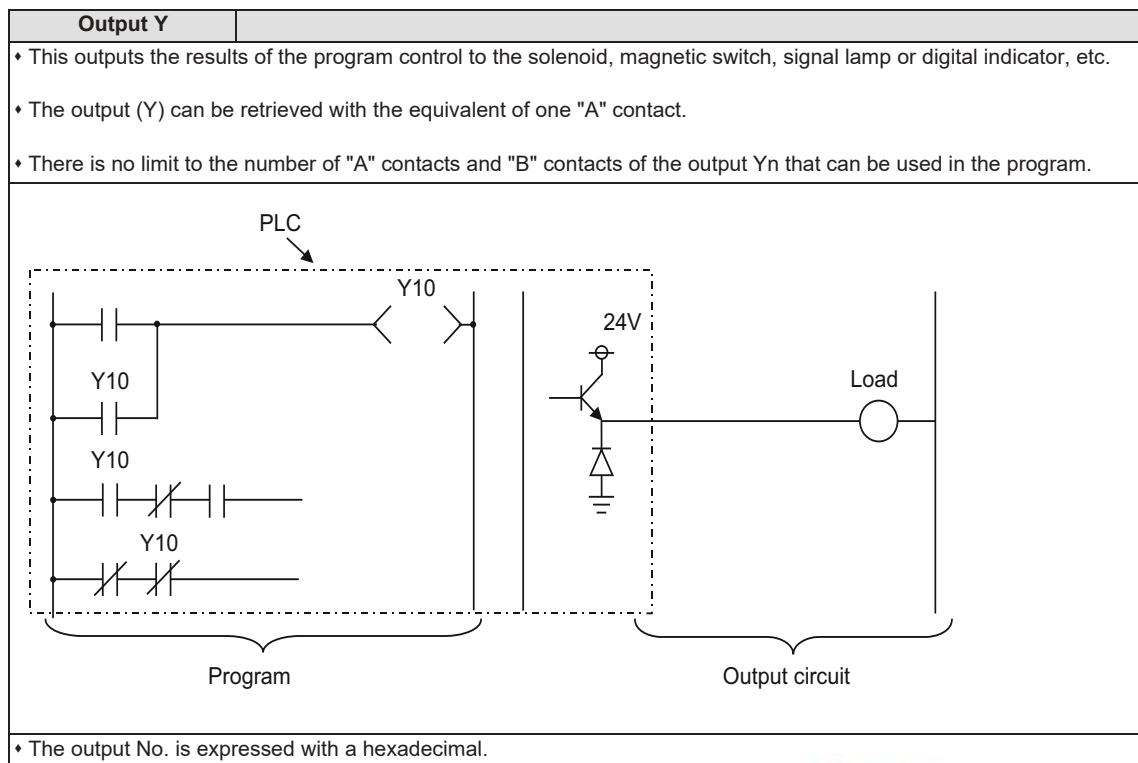 Output Y
• This outputs the results of the program control to the solenoid, magnetic switch, signal lamp or digital indicator, etc.
• The output (Y) can be retrieved with the equivalent of one "A" contact.
• There is no limit to the number of "A" contacts and "B" contacts of the output Yn that can be used in the program.
PLC
Y10
24V
Y10
Load
Y10
Y10
Program
Output circuit
• The output No. is expressed with a hexadecimal.